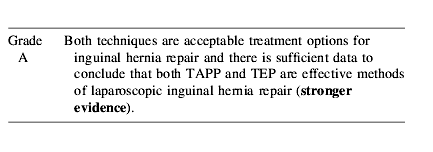 Grade Both techniques are acceptable treatment options for
A inguinal hernia repair and there is sufficient data to
conclude that both TAPP and TEP are effective methods
of laparoscopic inguinal hernia repair (stronger
evidence).